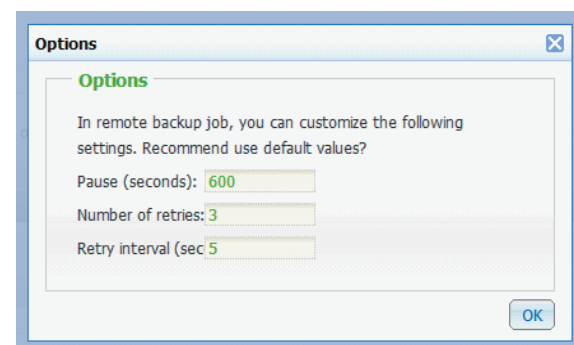 Options
Options
In remote backup job, you can customize the following
settings. Recommend use default values?
Pause (seconds): 600
Number of retries: 3
Retry interval (sec 5
OK